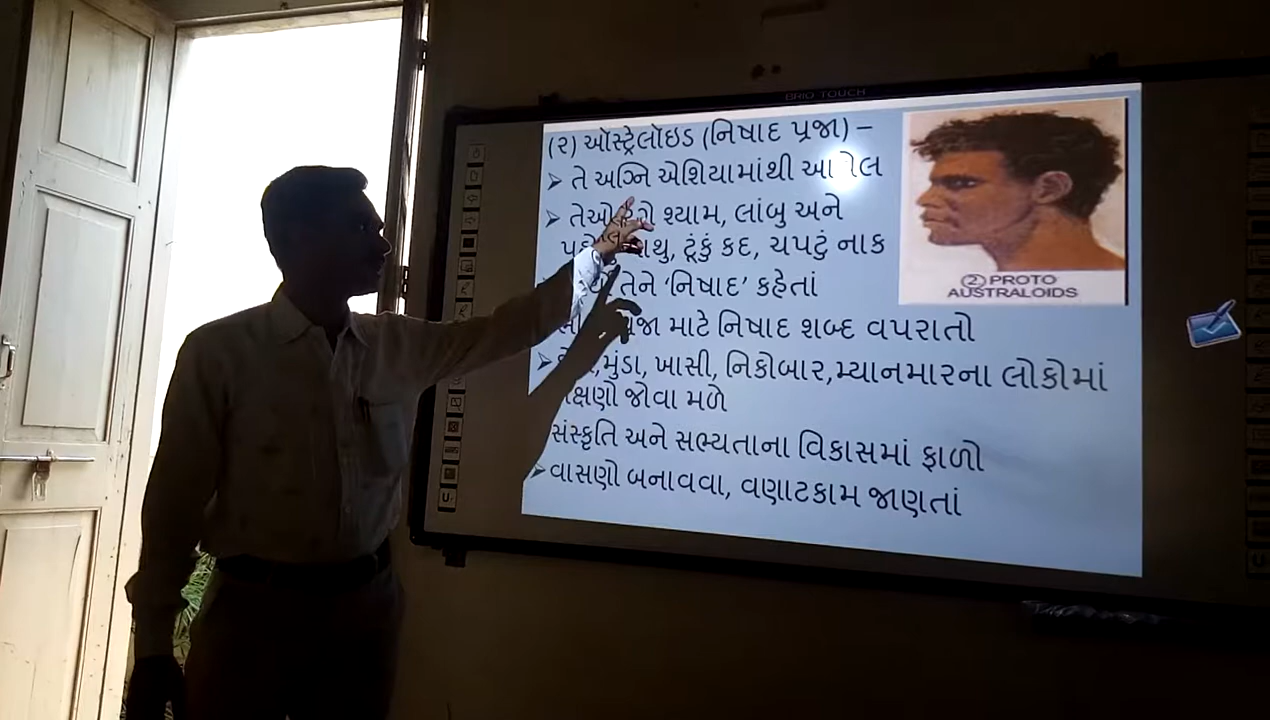 BRIO TOUCH
(૨) ઑસ્ટ્રેલૉઇડ (નિષાદ પ્રજા) –
➤ તે અગ્નિ એશિયામાંથી
➤ શ્યામ, લાંબુ અને
ટૂંકું કદ, ચપટું નાક
તેને ‘નિષાદ’ કહેતાં
માટે નિષાદ શબ્દ વપરાતો
➤ મુંડા, ખાસી, નિકોબાર,મ્યાનમારના લોકોમાં
જોવા મળે
સંસ્કૃતિ અને સભ્યતાના વિકાસમાં ફાળો
➤ વાસણો બનાવવા, વણાટકામ જાણતાં
② PROTO
AUSTRALOIDS